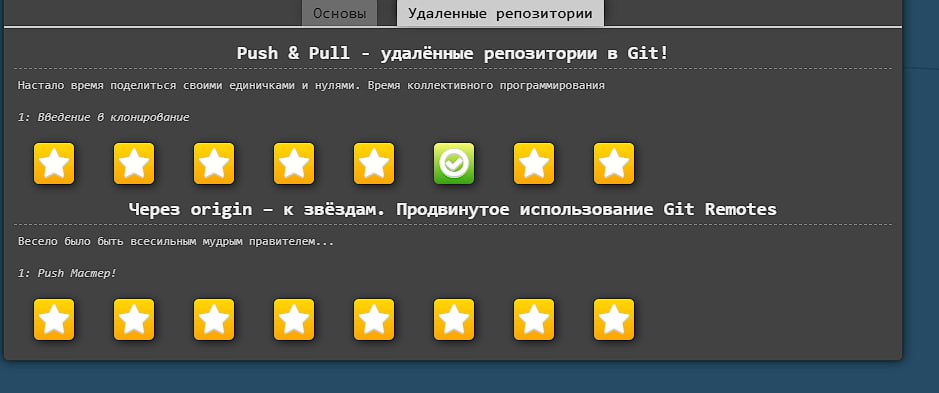 Основы Удаленные репозитории
Push & Pull - удалённые репозитории в Git!
Настало время поделиться своими единичками и нулями. Время коллективного программирования
1: Введение в клонирование
Через origin – к звёздам. Продвинутое использование Git Remotes
Весело было быть всесильным мудрым правителем...
1: Push Мастер!